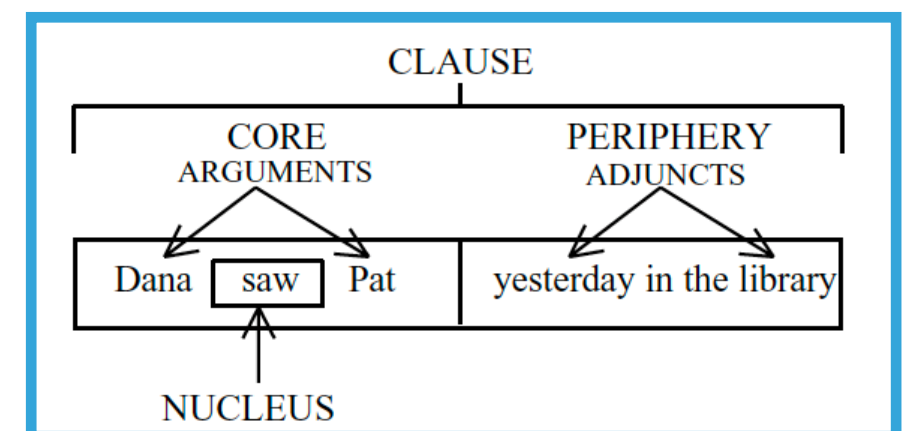 CLAUSE
CORE PERIPHERY
ARGUMENTS ADJUNCTS
Dana saw Pat yesterday in the library
NUCLEUS